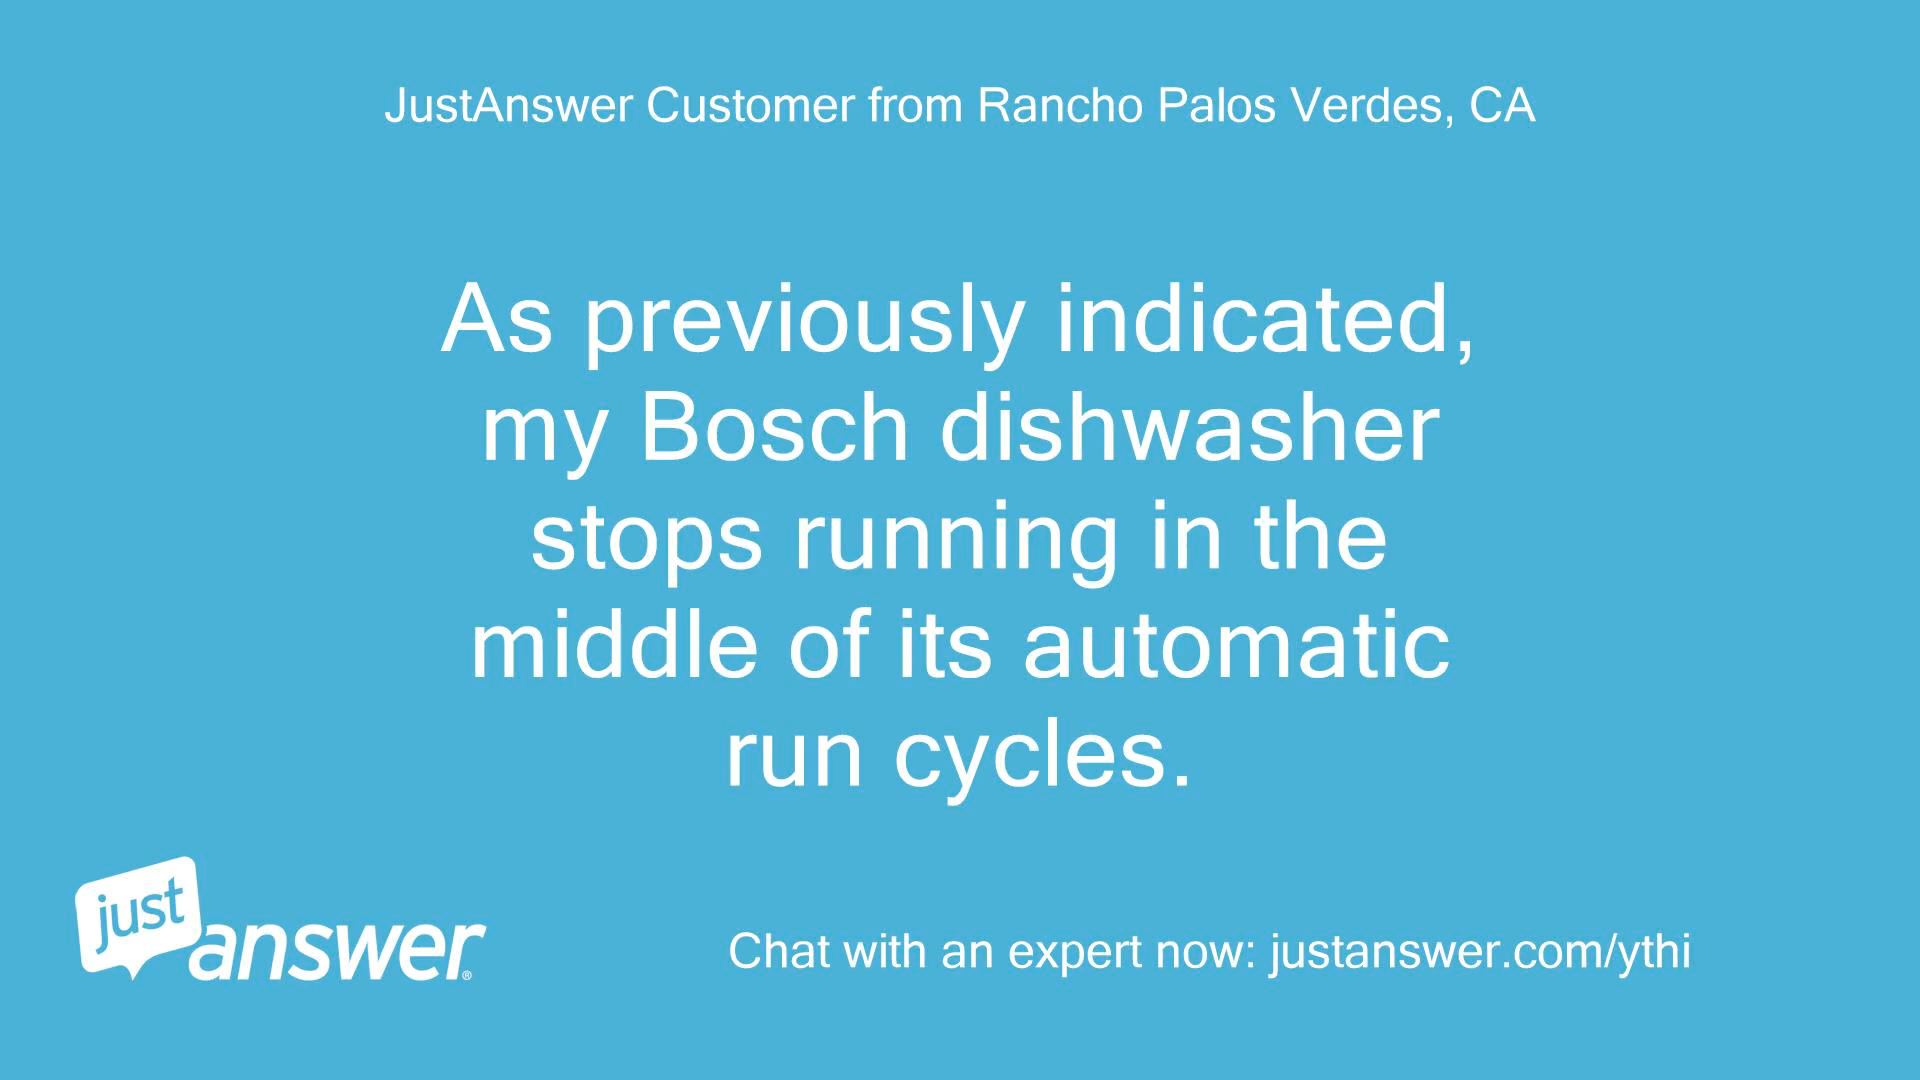 JustAnswer Customer from Rancho Palos Verdes, CA
As previously indicated,
my Bosch dishwasher
stops running in the
middle of its automatic
run cycles.
just
answer®
Chat with an expert now: justanswer.com/ythi